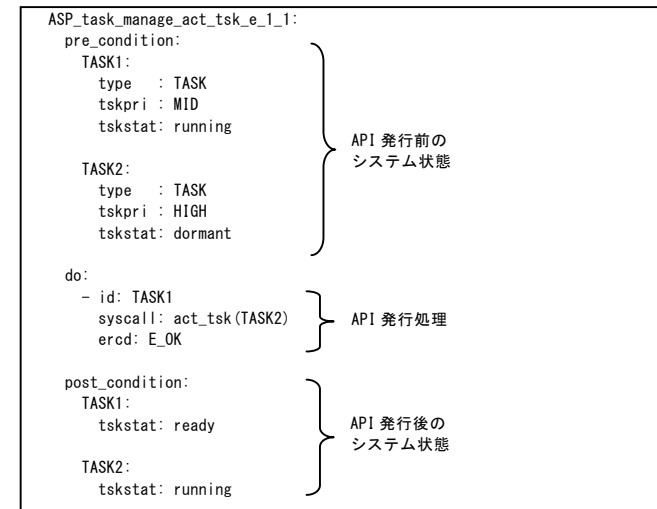 ASP_task_manage_act_tsk_e_1_1:
pre_condition:
TASK1:
type : TASK
tskpri : MID
tskstat: running
TASK2:
type : TASK
tskpri : HIGH
tskstat: dormant
API 発行前の
システム状態
do:
- id: TASK1
syscall: act_tsk(TASK2)
ercd: E_OK
API 発行処理
post_condition:
TASK1:
tskstat: ready
TASK2:
tskstat: running
API 発行後の
システム状態